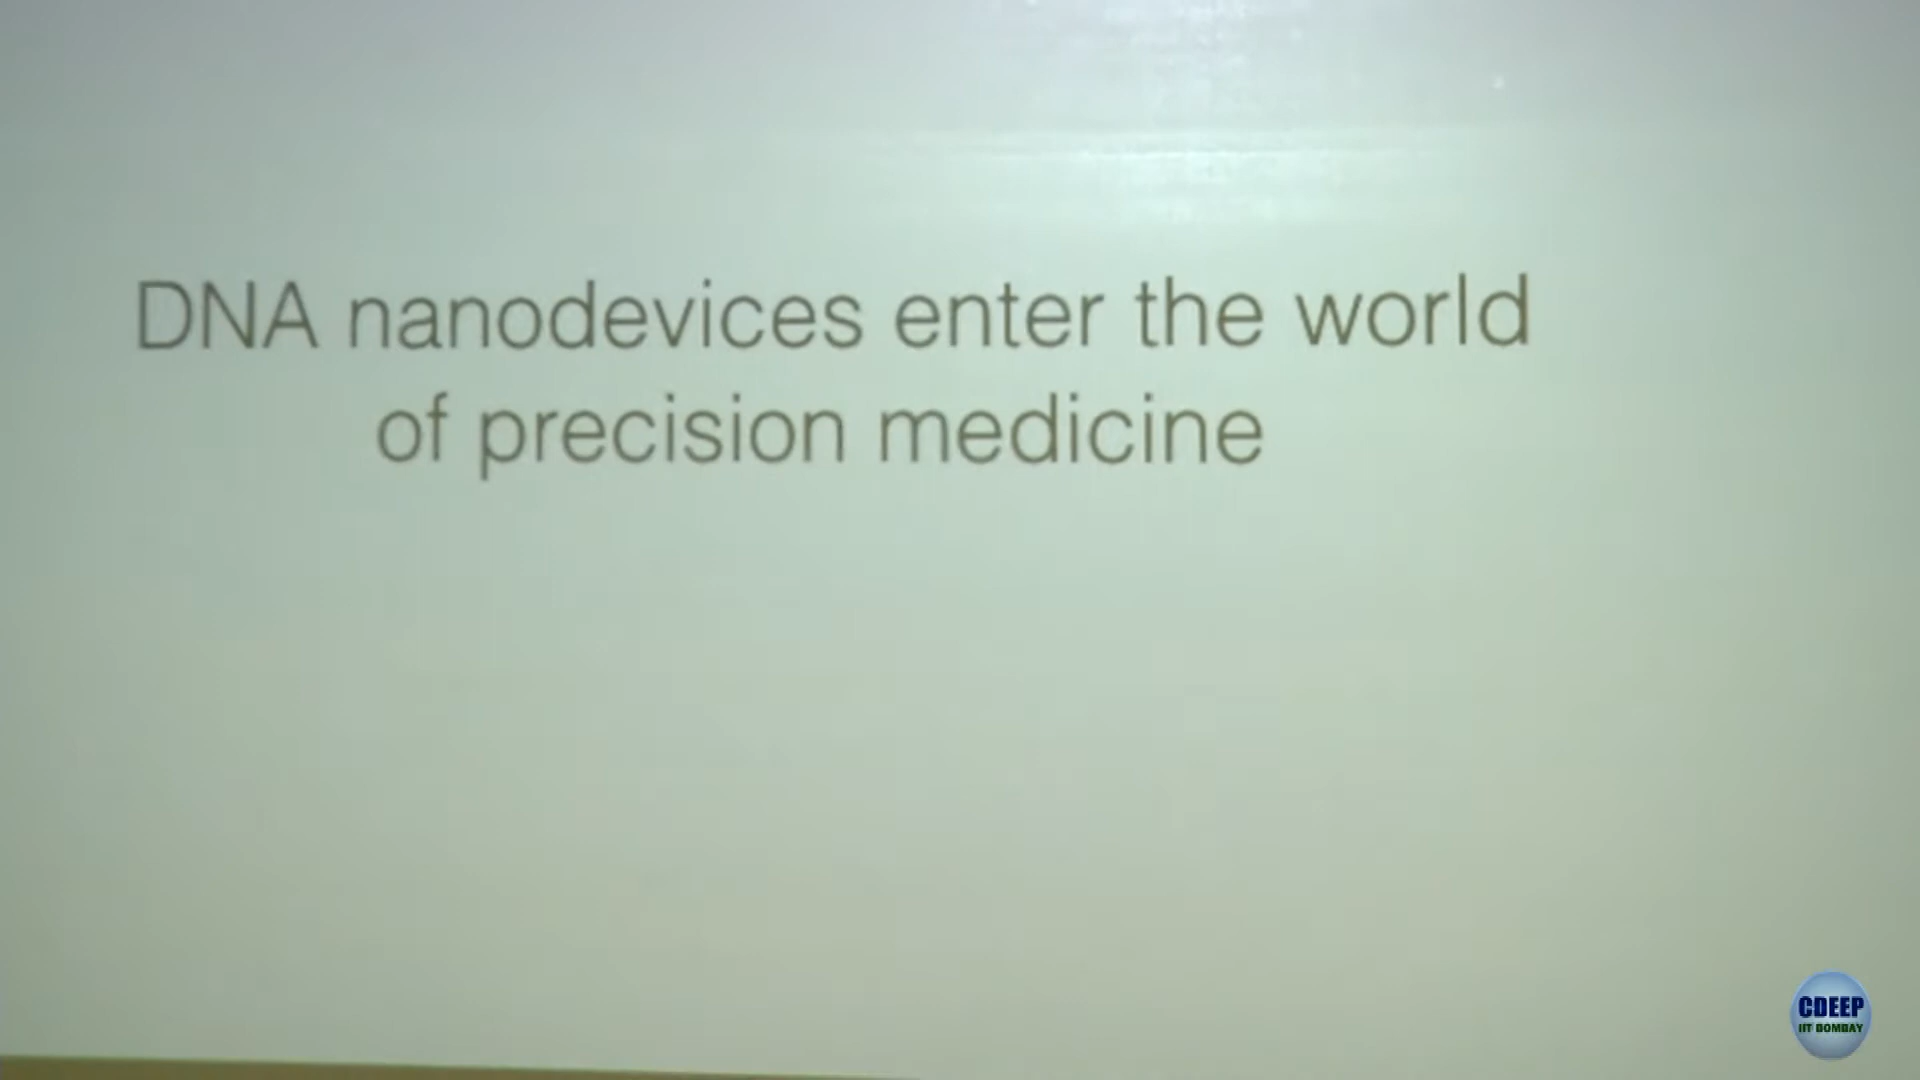 DNA nanodevices enter the world
of precision medicine
CDEEP
IIT BOMBAY